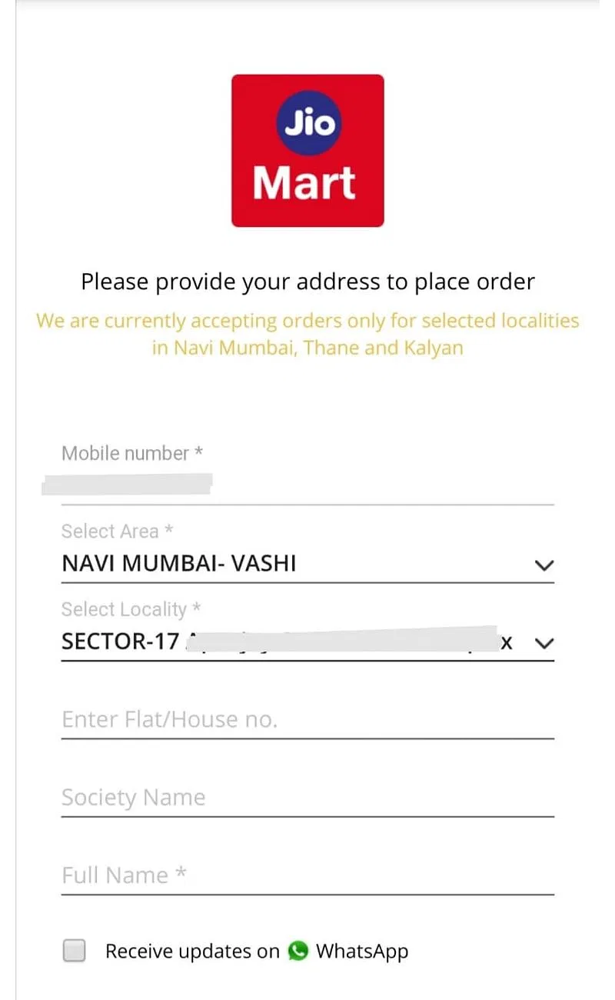 Jio
Mart
Please provide your address to place order
We are currently accepting orders only for selected localities
in Navi Mumbai, Thane and Kalyan
Mobile number *
Select Area *
NAVI MUMBAI- VASHI
Select Locality *
SECTOR-17
Enter Flat/House no.
Society Name
Full Name *
Receive updates on WhatsApp